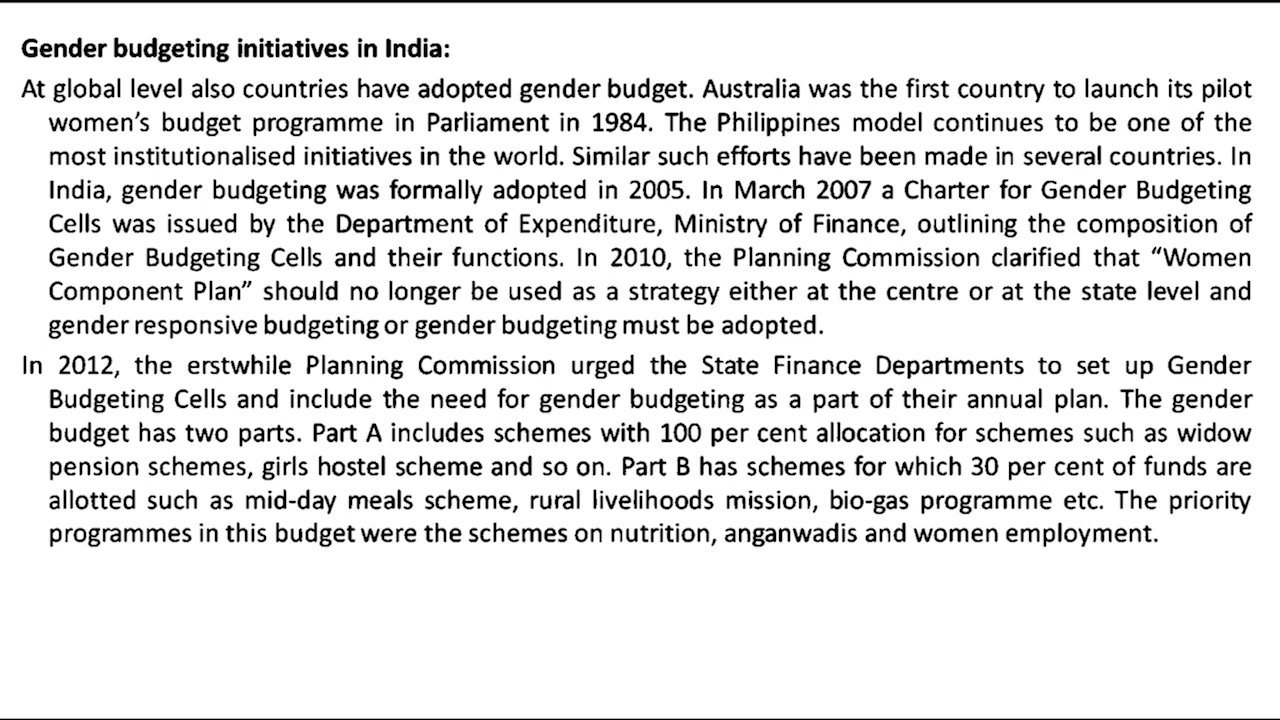 Gender budgeting initiatives in India:
At global level also countries have adopted gender budget. Australia was the first country to launch its pilot
women's budget programme in Parliament in 1984. The Philippines model continues to be one of the
most institutionalised initiatives in the world. Similar such efforts have been made in several countries. In
India, gender budgeting was formally adopted in 2005. In March 2007 a Charter for Gender Budgeting
Cells was issued by the Department of Expenditure, Ministry of Finance, outlining the composition of
Gender Budgeting Cells and their functions. In 2010, the Planning Commission clarified that “Women
Component Plan” should no longer be used as a strategy either at the centre or at the state level and
gender responsive budgeting or gender budgeting must be adopted.
In 2012, the erstwhile Planning Commission urged the State Finance Departments to set up Gender
Budgeting Cells and include the need for gender budgeting as a part of their annual plan. The gender
budget has two parts. Part A includes schemes with 100 per cent allocation for schemes such as widow
pension schemes, girls hostel scheme and so on. Part B has schemes for which 30 per cent of funds are
allotted such as mid-day meals scheme, rural livelihoods mission, bio-gas programme etc. The priority
programmes in this budget were the schemes on nutrition, anganwadis and women employment.